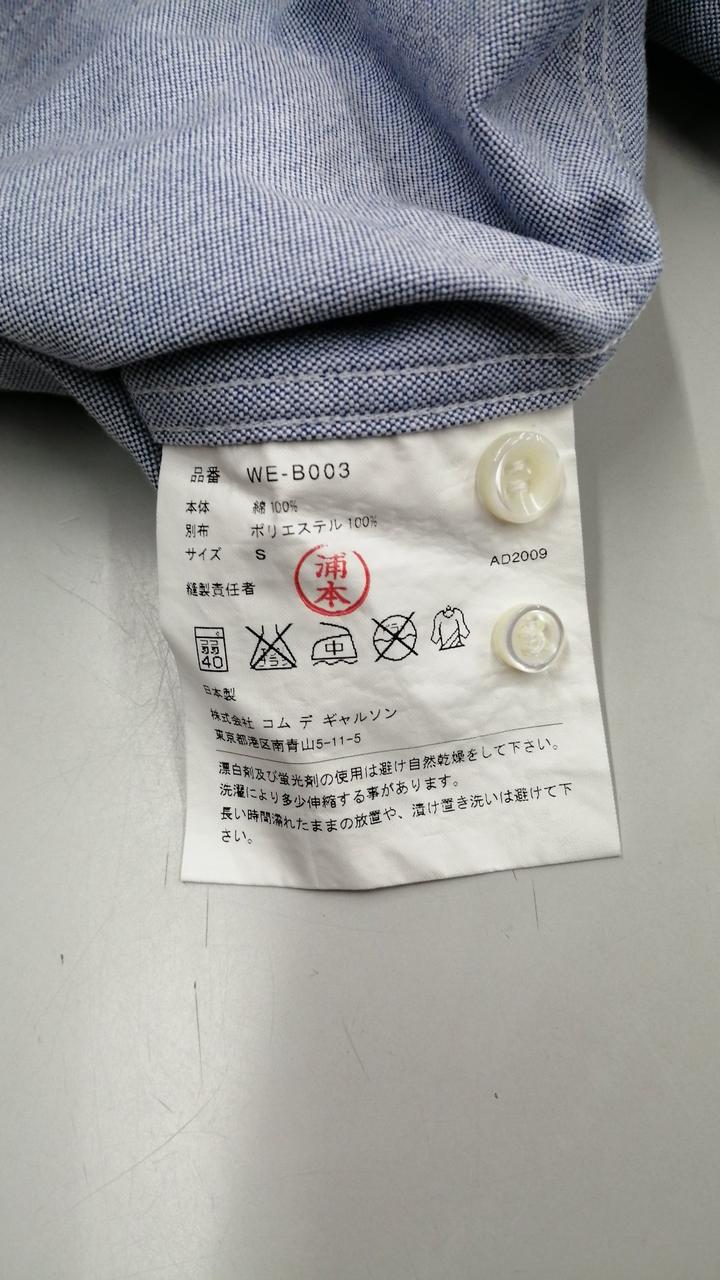 品番 WE-B003
本体 綿 100%
別布 ポリエステル 100%
サイズ S
AD2009
縫製責任者 浦本
弱 40 中
日本製
株式会社 コム デ ギャルソン
東京都港区南青山5-11-5
漂白剤及び蛍光剤の使用は避け自然乾燥をして下さい。
洗濯により多少伸縮する事があります。
長い時間濡れたままの放置や、漬け置き洗いは避けて下
さい。